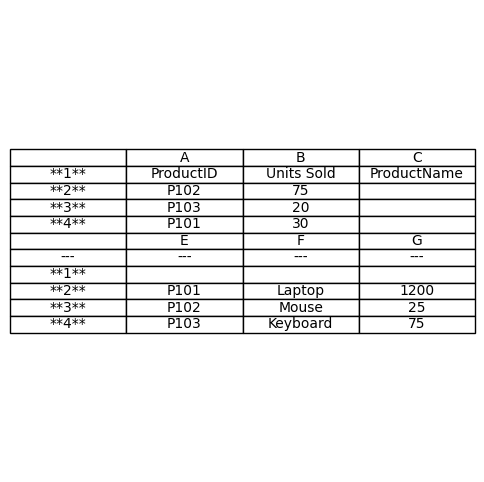 A B C
**1** ProductID Units Sold ProductName
**2** P102 75
**3** P103 20
**4** P101 30
E F G
--- --- --- ---
**1**
**2** P101 Laptop 1200
**3** P102 Mouse 25
**4** P103 Keyboard 75